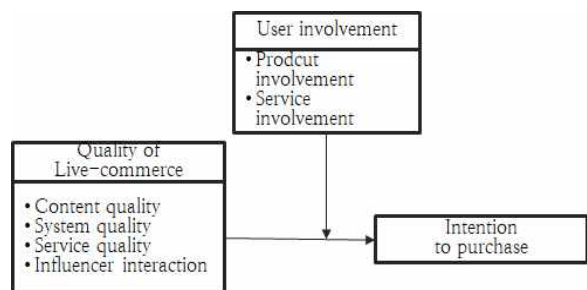 User involvement
• Prodcut
involvement
• Service
involvement
Quality of
Live-commerce
• Content quality
• System quality
• Service quality
• Influencer interaction
Intention
to purchase